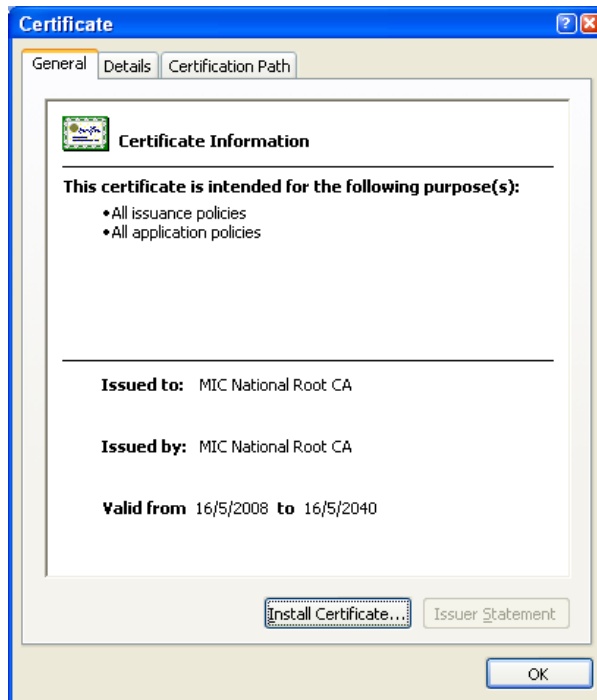 Certificate
General Details Certification Path
Certificate Information
This certificate is intended for the following purpose(s):
•All issuance policies
•All application policies
Issued to: MIC National Root CA
Issued by: MIC National Root CA
Valid from 16/5/2008 to 16/5/2040
Install Certificate... Issuer Statement
OK